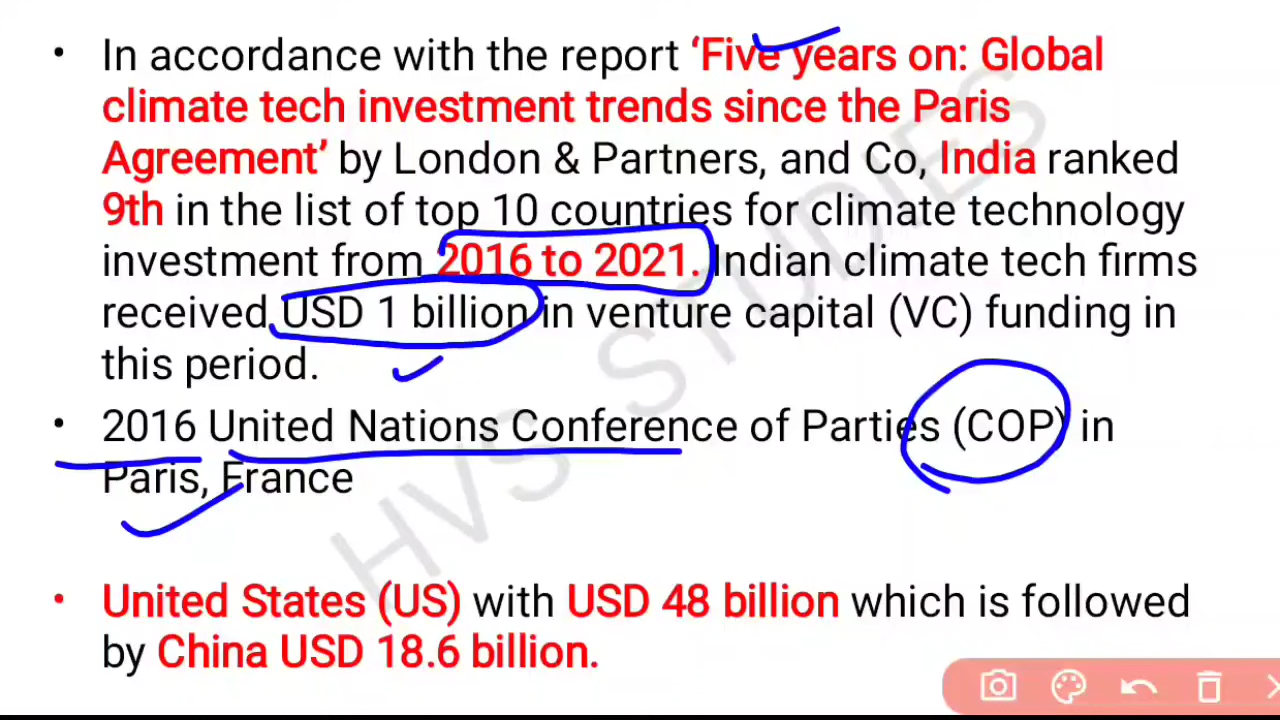 • In accordance with the report ‘Five years on: Global
climate tech investment trends since the Paris
Agreement’ by London & Partners, and Co, India ranked
9th in the list of top 10 countries for climate technology
investment from 2016 to 2021. Indian climate tech firms
received USD 1 billion in venture capital (VC) funding in
this period.
• 2016 United Nations Conference of Parties (COP) in
Paris, France
• United States (US) with USD 48 billion which is followed
by China USD 18.6 billion.
HVS STUDIES